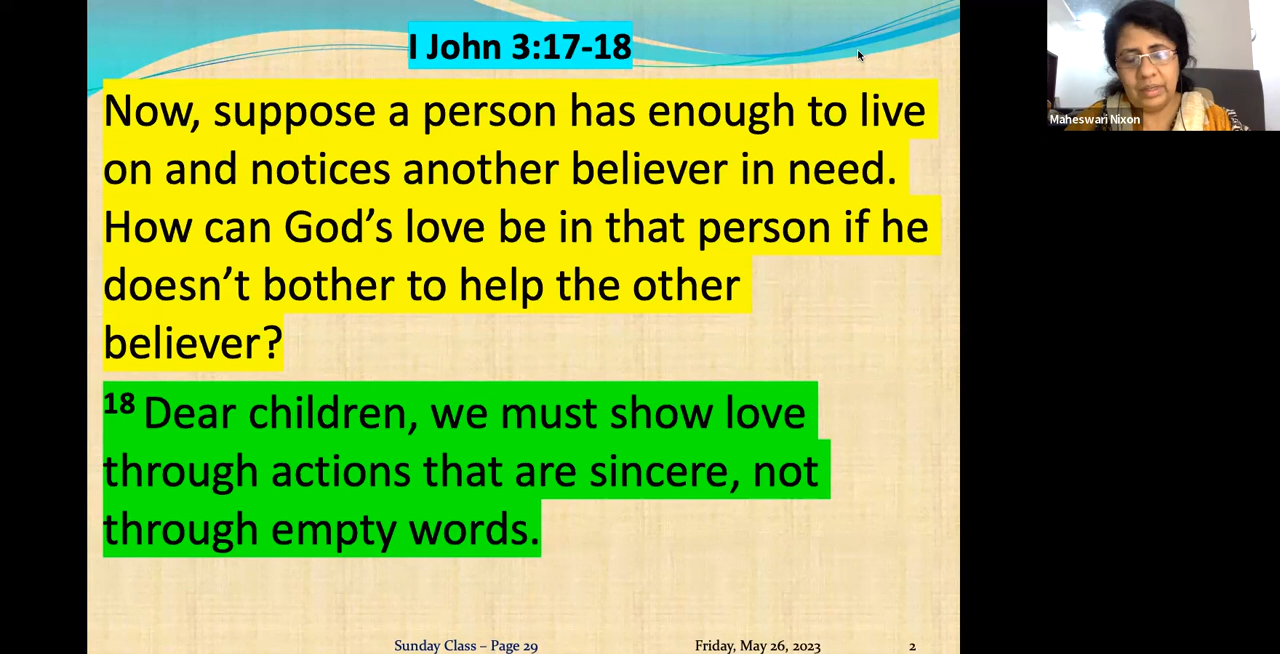 I John 3:17-18
Now, suppose a person has enough to live
on and notices another believer in need.
How can God’s love be in that person if he
doesn’t bother to help the other
believer?
18 Dear children, we must show love
through actions that are sincere, not
through empty words.
Sunday Class – Page 29
Friday, May 26, 2023
2
Maheswari Nixon